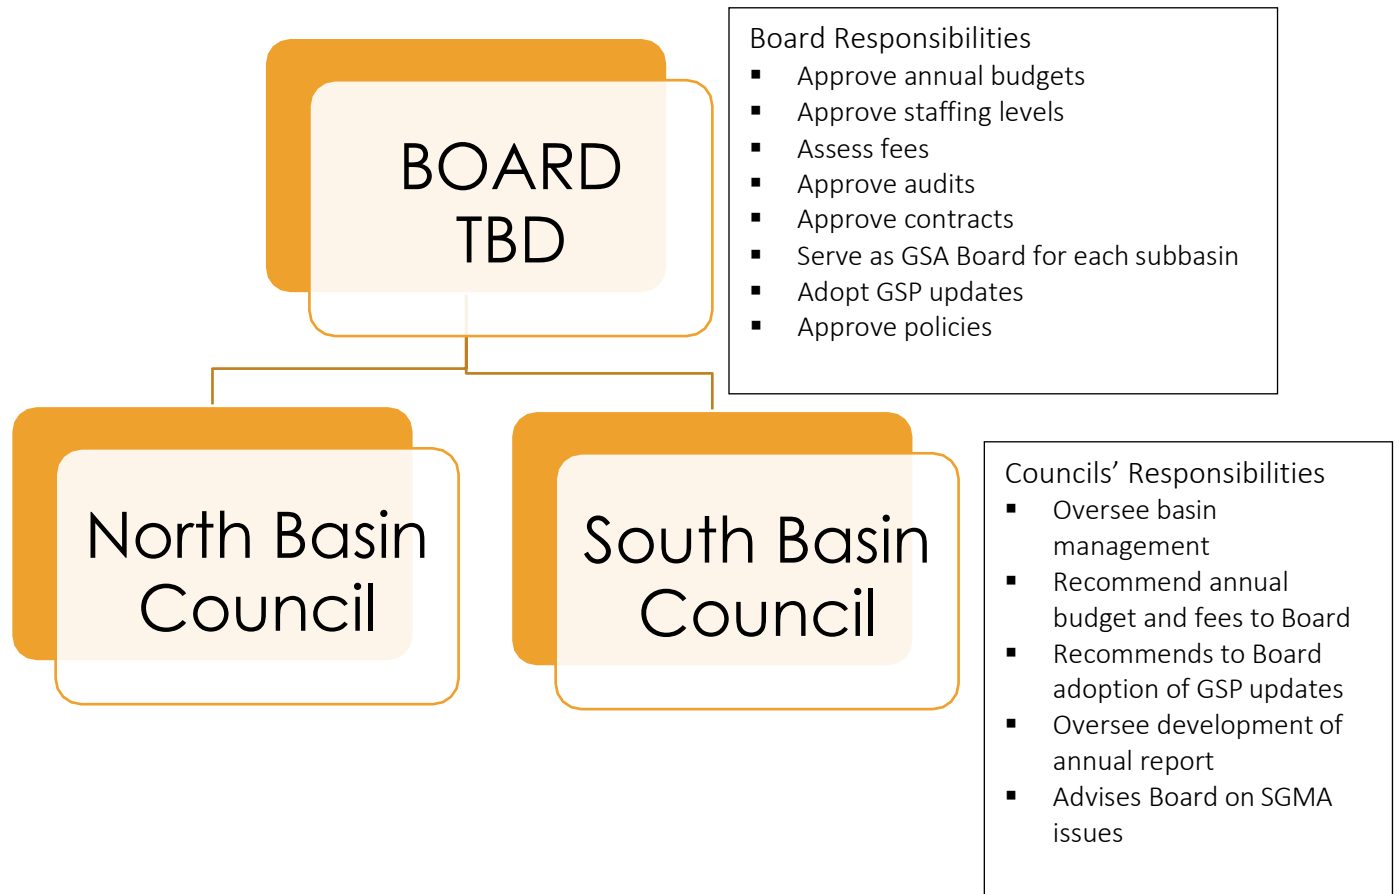 BOARD
TBD
Board Responsibilities
▪ Approve annual budgets
▪ Approve staffing levels
▪ Assess fees
▪ Approve audits
▪ Approve contracts
▪ Serve as GSA Board for each subbasin
▪ Adopt GSP updates
▪ Approve policies
North Basin
Council
South Basin
Council
Councils’ Responsibilities
▪ Oversee basin
management
▪ Recommend annual
budget and fees to Board
▪ Recommends to Board
adoption of GSP updates
▪ Oversee development of
annual report
▪ Advises Board on SGMA
issues